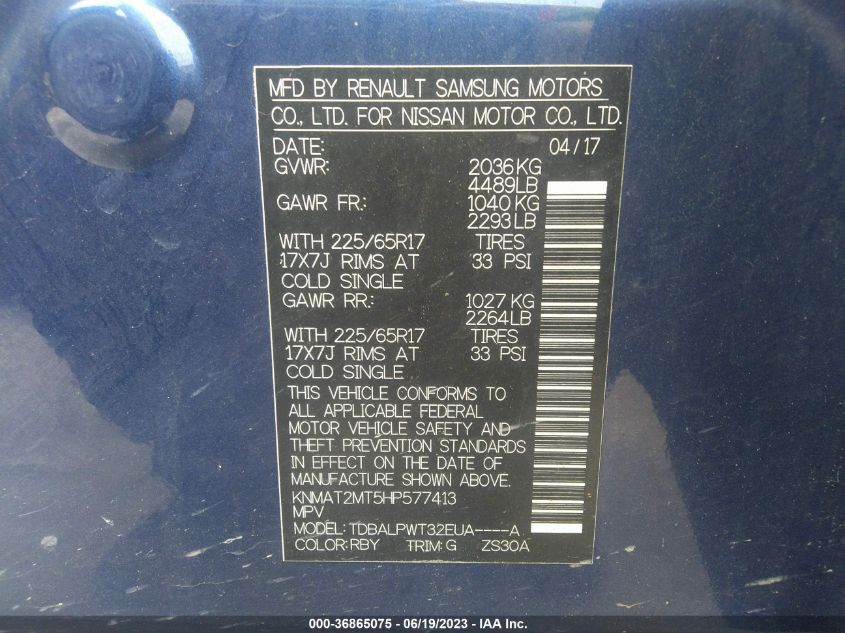 MFD BY RENAULT SAMSUNG MOTORS
CO., LTD. FOR NISSAN MOTOR CO., LTD.
DATE: 04/17
GVWR: 2036KG
4489LB
GAWR FR.: 1040 KG
2293LB
WITH 225/65R17 TIRES
17X7J RIMS AT 33 PSI
COLD SINGLE
GAWR RR.: 1027 KG
2264LB
WITH 225/65R17 TIRES
17X7J RIMS AT 33 PSI
COLD SINGLE
THIS VEHICLE CONFORMS TO
ALL APPLICABLE FEDERAL
MOTOR VEHICLE SAFETY AND
THEFT PREVENTION STANDARDS
IN EFFECT ON THE DATE OF
MANUFACTURE SHOWN ABOVE.
KNMAT2MT5HP577413
MPV
MODEL: TDBALPWT32EUA----A
COLOR:RBY TRIM:G ZS30A
000-36865075 - 06/19/2023 - IAA Inc.